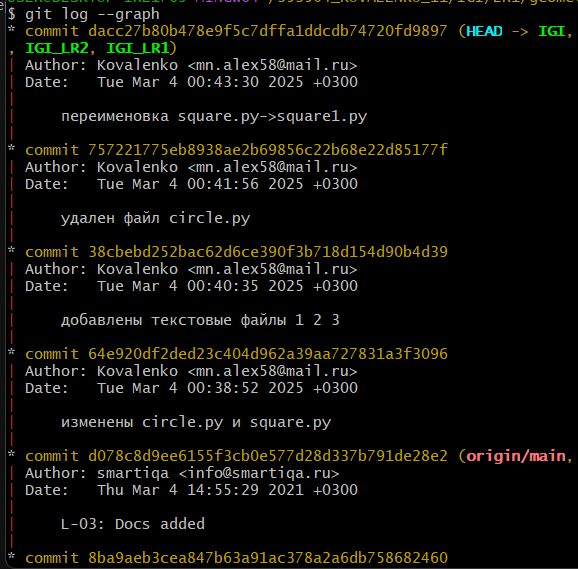 $ git log --graph
* commit dacc27b80b478e9f5c7dffa1ddcdb74720fd9897 (HEAD -> IGI,
, IGI_LR2, IGI_LR1)
| Author: Kovalenko <mn.alex58@mail.ru>
| Date:   Tue Mar 4 00:43:30 2025 +0300
|
|     переименовка square.py->square1.py
|
* commit 757221775eb8938ae2b69856c22b68e22d85177f
| Author: Kovalenko <mn.alex58@mail.ru>
| Date:   Tue Mar 4 00:41:56 2025 +0300
|
|     удален файл circle.py
|
* commit 38cbebd252bac62d6ce390f3b718d154d90b4d39
| Author: Kovalenko <mn.alex58@mail.ru>
| Date:   Tue Mar 4 00:40:35 2025 +0300
|
|     добавлены текстовые файлы 1 2 3
|
* commit 64e920df2ded23c404d962a39aa727831a3f3096
| Author: Kovalenko <mn.alex58@mail.ru>
| Date:   Tue Mar 4 00:38:52 2025 +0300
|
|     изменены circle.py и square.py
|
* commit d078c8d9ee6155f3cb0e577d28d337b791de28e2 (origin/main,
| Author: smartiqa <info@smartiqa.ru>
| Date:   Thu Mar 4 14:55:29 2021 +0300
|
|     L-03: Docs added
|
* commit 8ba9aeb3cea847b63a91ac378a2a6db758682460